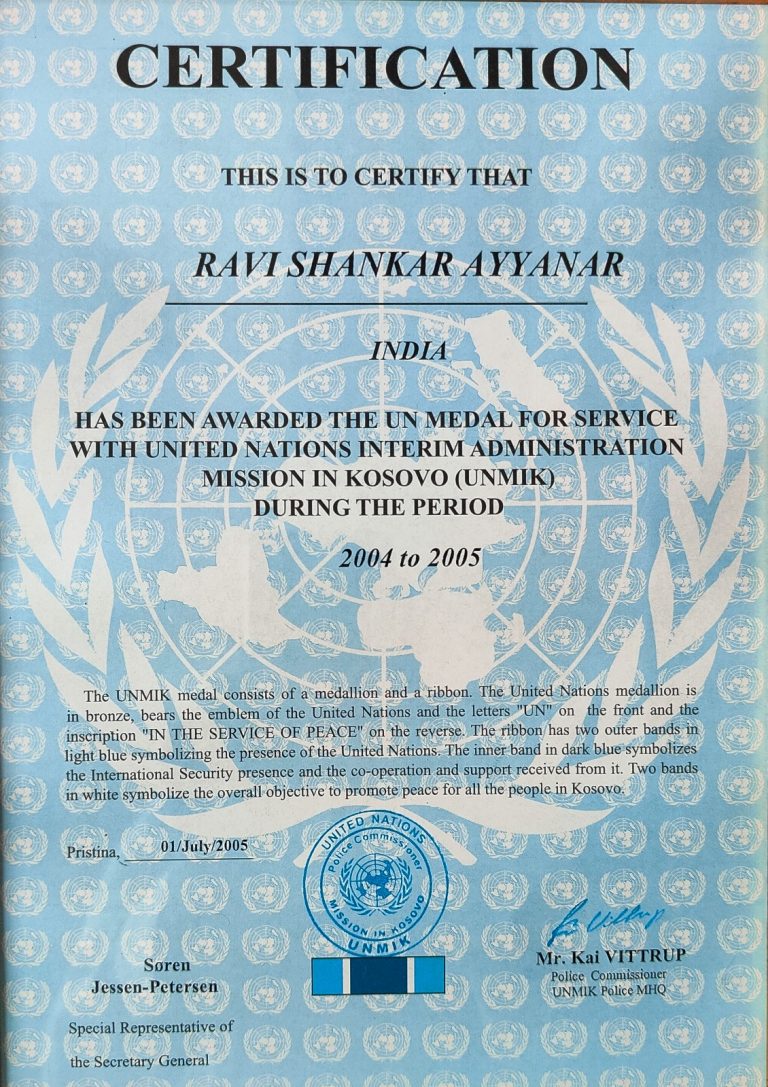 CERTIFICATION
THIS IS TO CERTIFY THAT
RAVI SHANKAR AYYANAR
INDIA
HAS BEEN AWARDED THE UN MEDAL FOR SERVICE
WITH UNITED NATIONS INTERIM ADMINISTRATION
MISSION IN KOSOVO (UNMIK)
DURING THE PERIOD
2004 to 2005
The UNMIK medal consists of a medallion and a ribbon. The United Nations medallion is
in bronze, bears the emblem of the United Nations and the letters "UN" on the front and the
inscription "IN THE SERVICE OF PEACE" on the reverse. The ribbon has two outer bands in
light blue symbolizing the presence of the United Nations. The inner band in dark blue symbolizes
the International Security presence and the co-operation and support received from it. Two bands
in white symbolize the overall objective to promote peace for all the people in Kosovo.
Pristina, 01/July/2005
UNITED NATIONS
Police Commissioner
MISSION IN KOSOVO
UNMIK
Søren
Jessen-Petersen
Special Representative of
the Secretary General
Mr. Kai VITTRUP
Police Commissioner
UNMIK Police MHQ